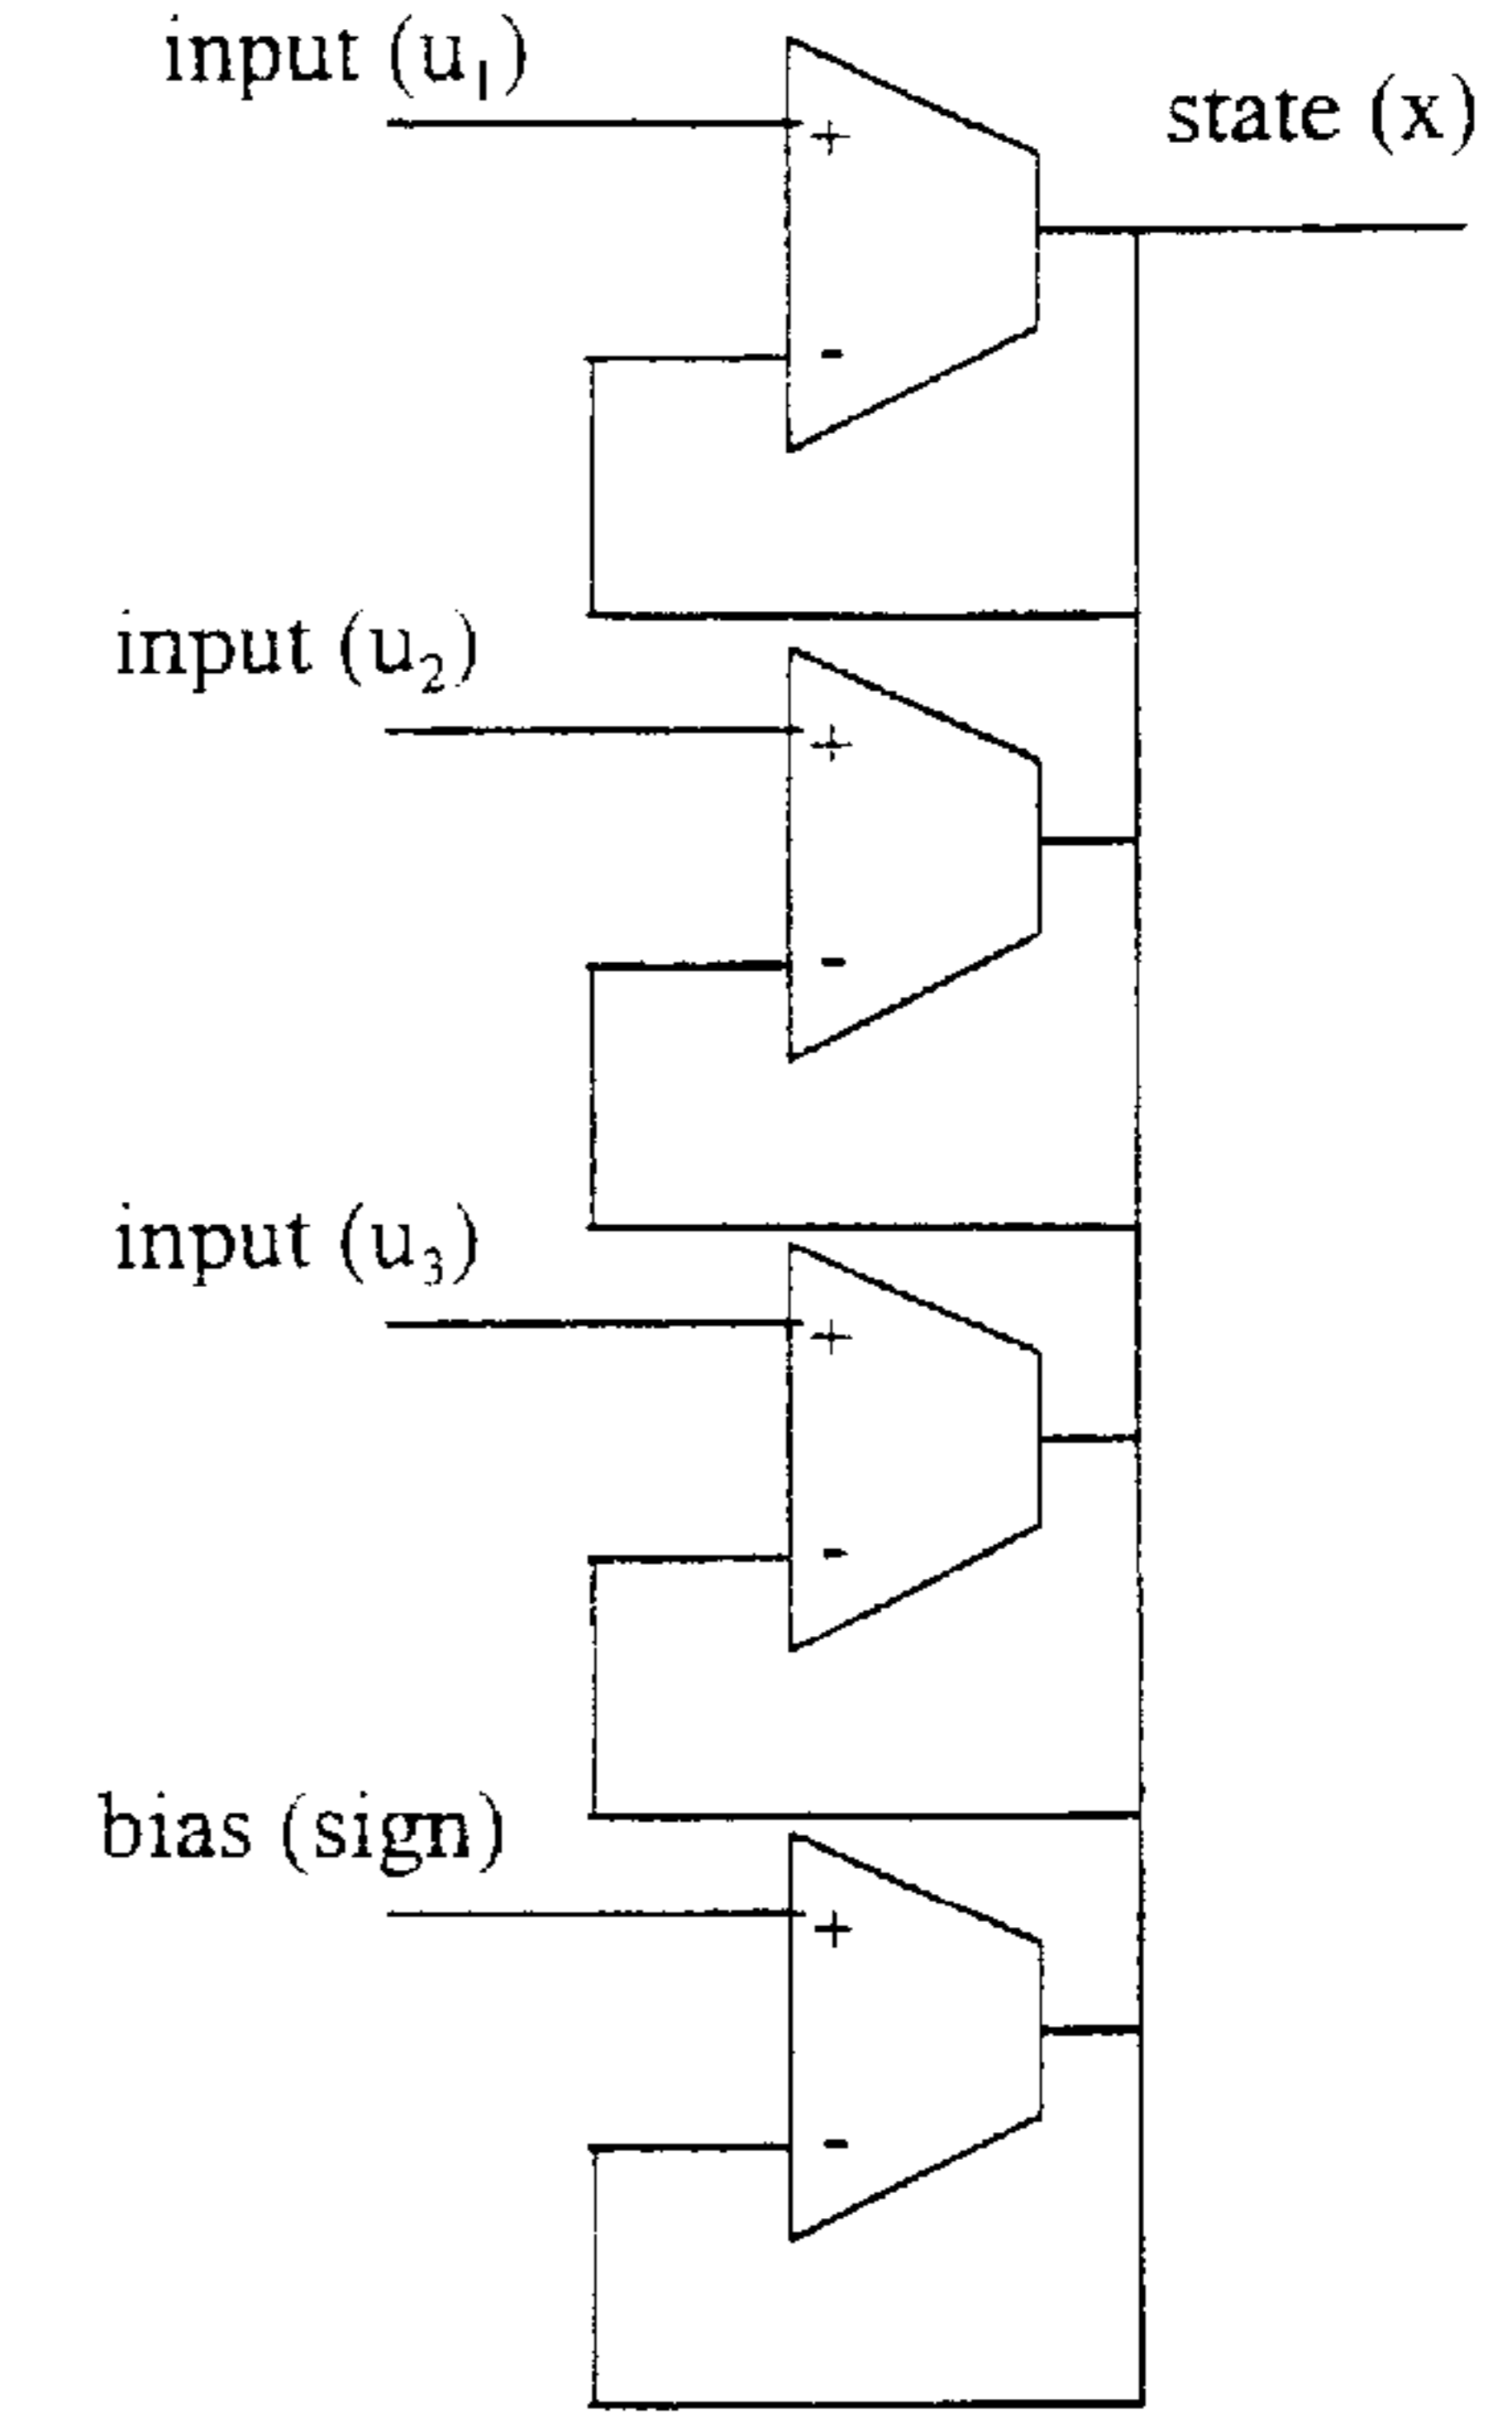 input (u₁)
state (x)
+
-
input (u₂)
+
-
input (u₃)
+
-
bias (sign)
+
-